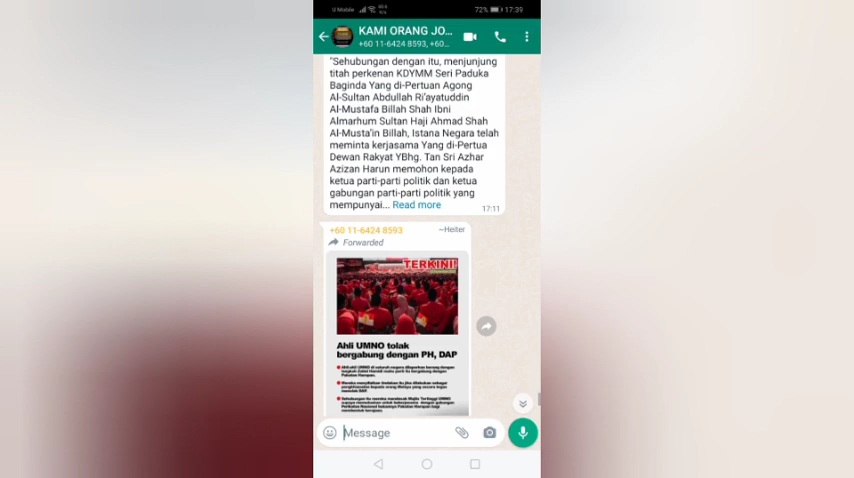 U Mobile
72% 17:39
KAMI ORANG JO...
+60 11-6424 8593, +60...
"Sehubungan dengan itu, menjunjung
titah perkenan KDYMM Seri Paduka
Baginda Yang di-Pertuan Agong
Al-Sultan Abdullah Ri'ayatuddin
Al-Mustafa Billah Shah Ibni
Almarhum Sultan Haji Ahmad Shah
Al-Musta'in Billah, Istana Negara telah
meminta kerjasama Yang di-Pertua
Dewan Rakyat YBhg. Tan Sri Azhar
Azizan Harun memohon kepada
ketua parti-parti politik dan ketua
gabungan parti-parti politik yang
mempunyai... Read more
17:11
+60 11-6424 8593 ~Heiter
Forwarded
TERKINI!
Ahli UMNO tolak
bergabung dengan PH, DAP
Message